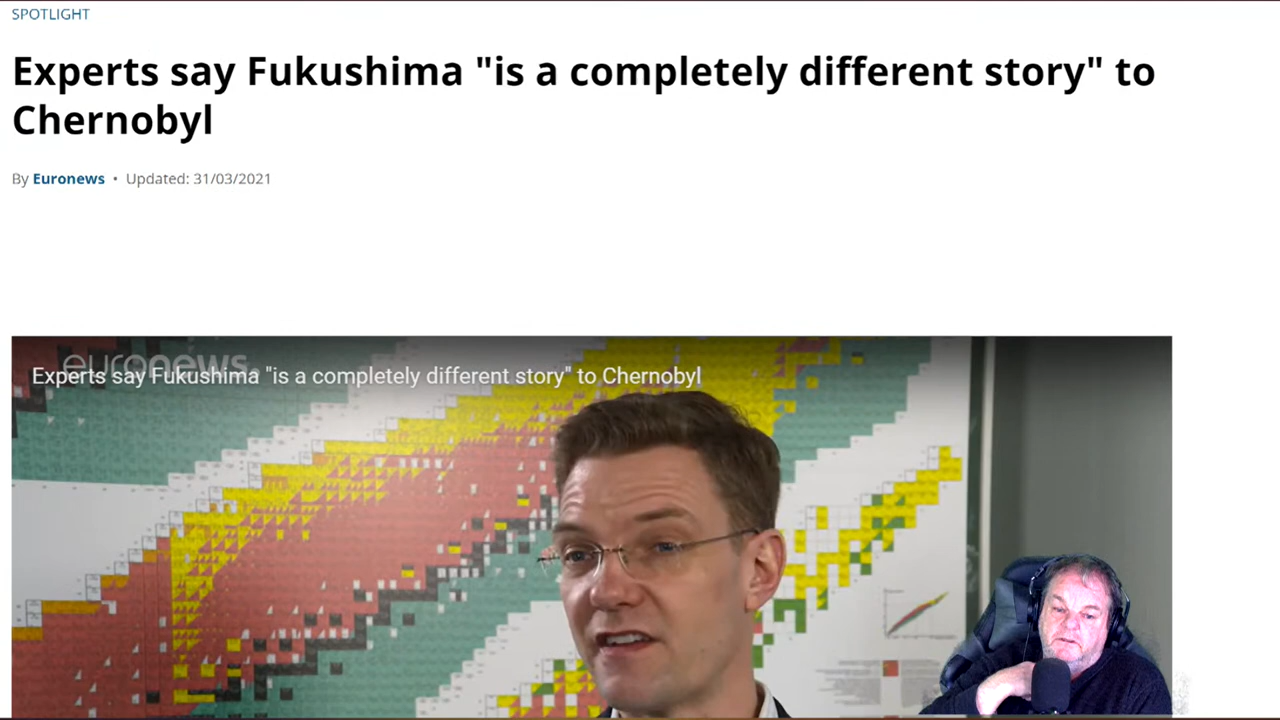 SPOTLIGHT
Experts say Fukushima "is a completely different story" to
Chernobyl
By Euronews • Updated: 31/03/2021
euronews.
Experts say Fukushima "is a completely different story" to Chernobyl